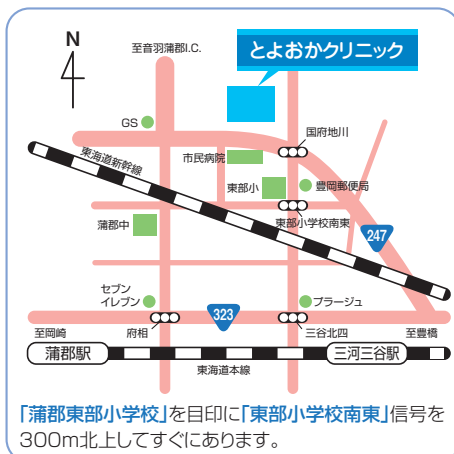 N
至音羽蒲郡I.C.
とよおかクリニック
GS
国府地川
東海道新幹線
市民病院
東部小
豊岡郵便局
蒲郡中
東部小学校南東
247
セブン
イレブン
ブラージュ
323
至岡崎
府相
三谷北四
至豊橋
蒲郡駅
三河三谷駅
東海道本線
「蒲郡東部小学校」を目印に「東部小学校南東」信号を
300m北上してすぐにあります。